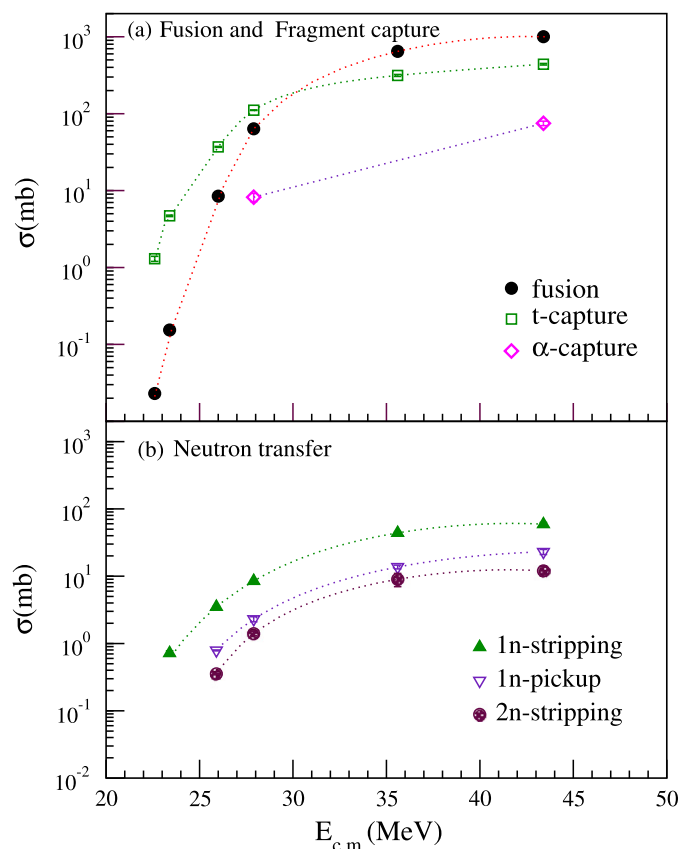 (a) Fusion and Fragment capture
10³
10²
10¹
10⁰
10⁻¹
σ(mb)
fusion
t-capture
α-capture
(b) Neutron transfer
10³
10²
10¹
10⁰
10⁻¹
10⁻²
σ(mb)
1n-stripping
1n-pickup
2n-stripping
20 25 30 35 40 45 50
E c.m (MeV)